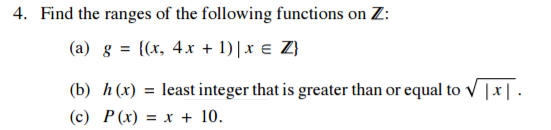 4. Find the ranges of the following functions on ℤ:
(a) g = {(x, 4x + 1) | x ∈ ℤ}
(b) h(x) = least integer that is greater than or equal to √|x|.
(c) P(x) = x + 10.